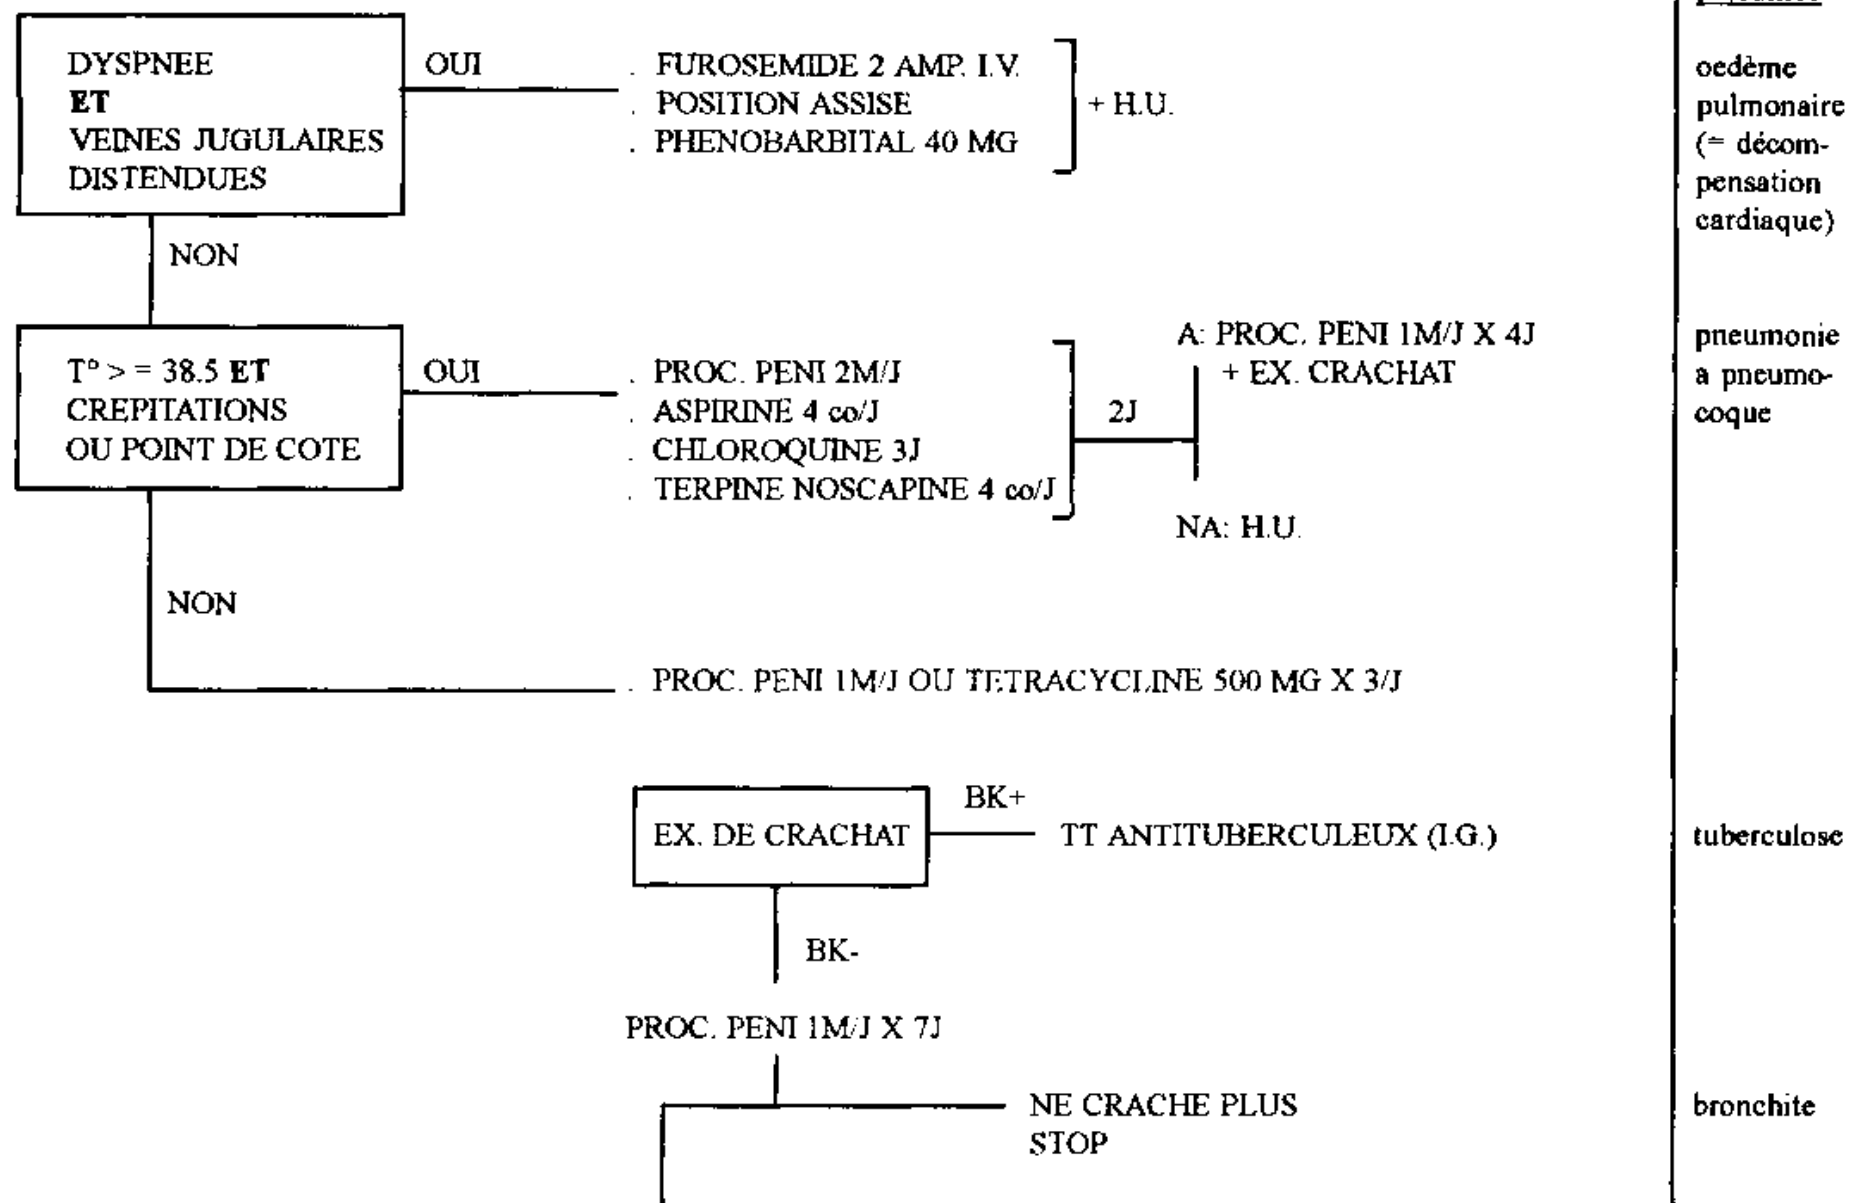 DYSPNEE
ET
VEINES JUGULAIRES
DISTENDUES
OUI
. FUROSEMIDE 2 AMP. I.V.
. POSITION ASSISE
. PHENOBARBITAL 40 MG
+ H.U.
oedème
pulmonaire
(= décom-
pensation
cardiaque)
NON
T° > = 38.5 ET
CREPITATIONS
OU POINT DE COTE
OUI
. PROC. PENI 2M/J
. ASPIRINE 4 co/J
. CHLOROQUINE 3J
. TERPINE NOSCAPINE 4 co/J
2J
A: PROC. PENI 1M/J X 4J
+ EX. CRACHAT
NA: H.U.
pneumonie
a pneumo-
coque
NON
. PROC. PENI 1M/J OU TETRACYCLINE 500 MG X 3/J
EX. DE CRACHAT
BK+
TT ANTITUBERCULEUX (I.G.)
tuberculose
BK-
PROC. PENI 1M/J X 7J
NE CRACHE PLUS
STOP
bronchite